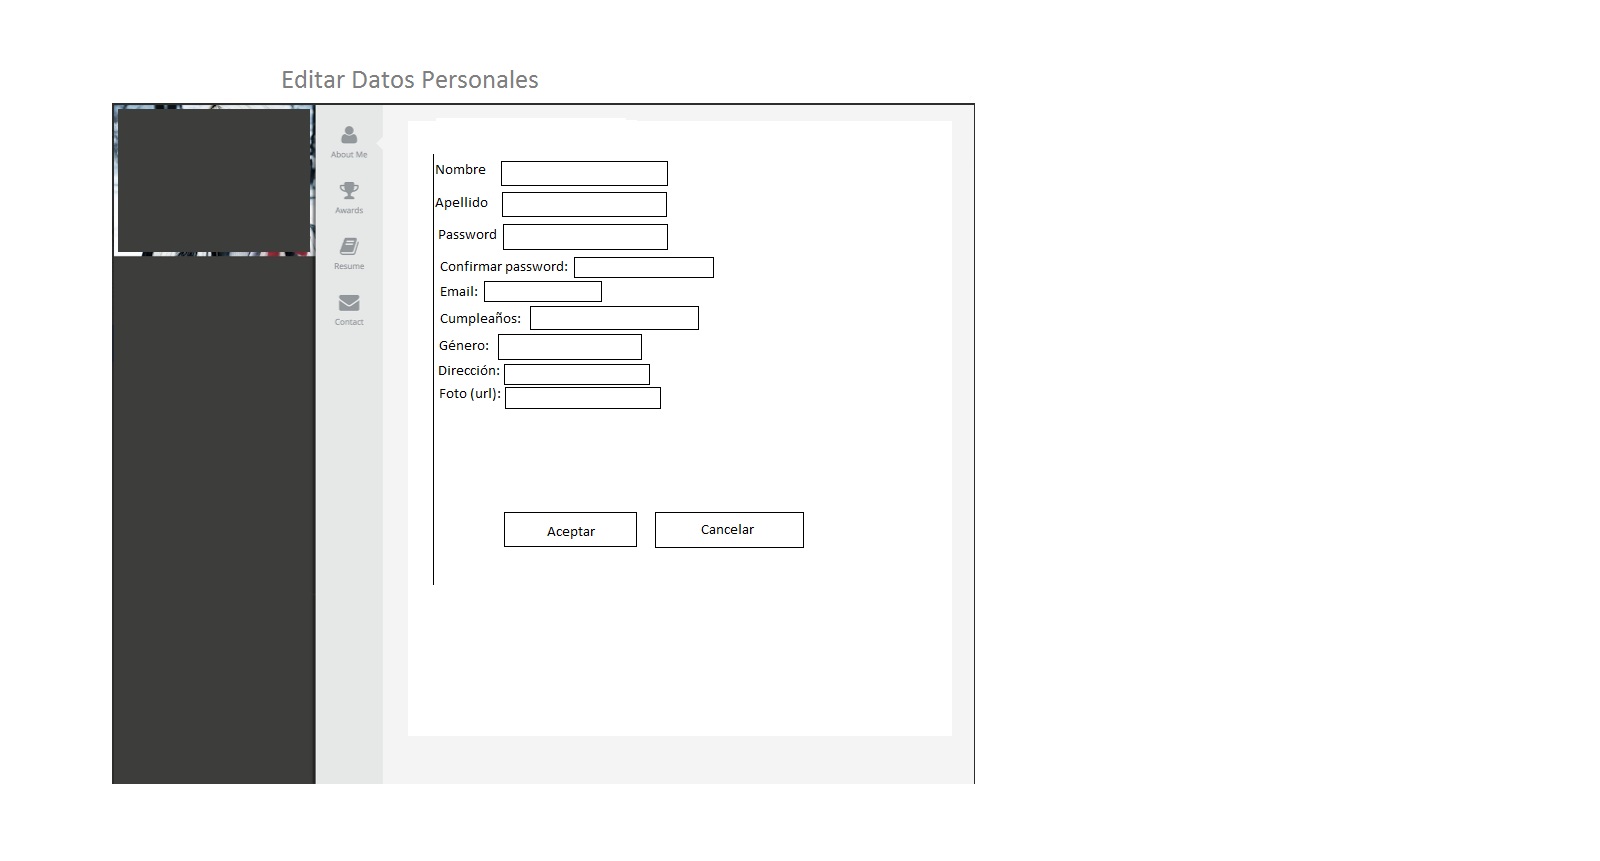 Editar Datos Personales
About Me
Awards
Resume
Contact
Nombre
Apellido
Password
Confirmar password:
Email:
Cumpleaños:
Género:
Dirección:
Foto (url):
Aceptar
Cancelar